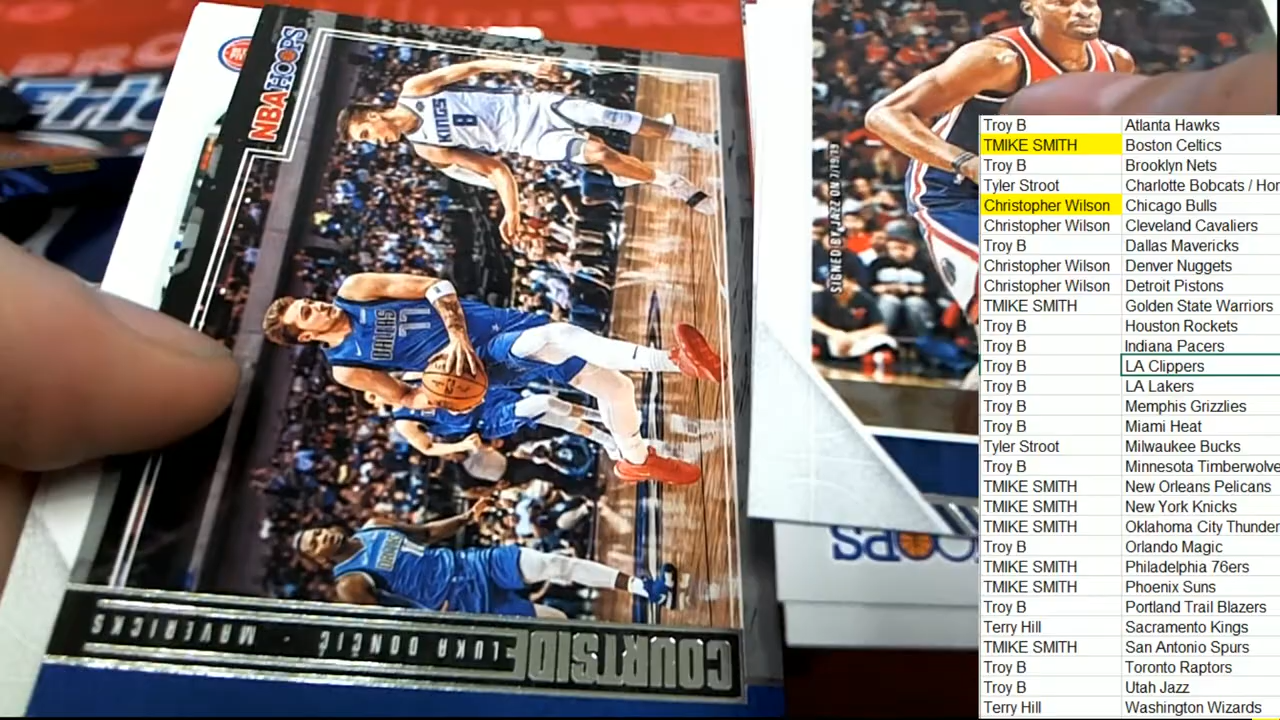 NBA HOOPS
KINGS
8
DALLAS
77
COURTSIDE
LUKA DONČIĆ
MAVERICKS
SIGNED BY JAZZ ON 7/19/19
Troy B Atlanta Hawks
TMIKE SMITH Boston Celtics
Troy B Brooklyn Nets
Tyler Stroot Charlotte Bobcats / Hor
Christopher Wilson Chicago Bulls
Christopher Wilson Cleveland Cavaliers
Troy B Dallas Mavericks
Christopher Wilson Denver Nuggets
Christopher Wilson Detroit Pistons
TMIKE SMITH Golden State Warriors
Troy B Houston Rockets
Troy B Indiana Pacers
Troy B LA Clippers
Troy B LA Lakers
Troy B Memphis Grizzlies
Troy B Miami Heat
Tyler Stroot Milwaukee Bucks
Troy B Minnesota Timberwolve
TMIKE SMITH New Orleans Pelicans
TMIKE SMITH New York Knicks
TMIKE SMITH Oklahoma City Thunder
Troy B Orlando Magic
TMIKE SMITH Philadelphia 76ers
TMIKE SMITH Phoenix Suns
Troy B Portland Trail Blazers
Terry Hill Sacramento Kings
TMIKE SMITH San Antonio Spurs
Troy B Toronto Raptors
Troy B Utah Jazz
Terry Hill Washington Wizards